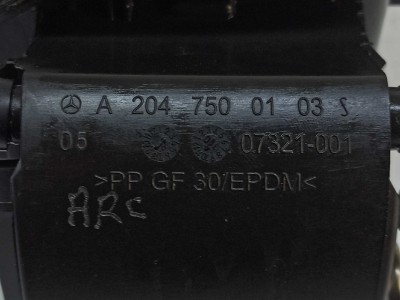 A 204 750 01 03 S
05 07321-001
>PP GF 30/EPDM<
ARC